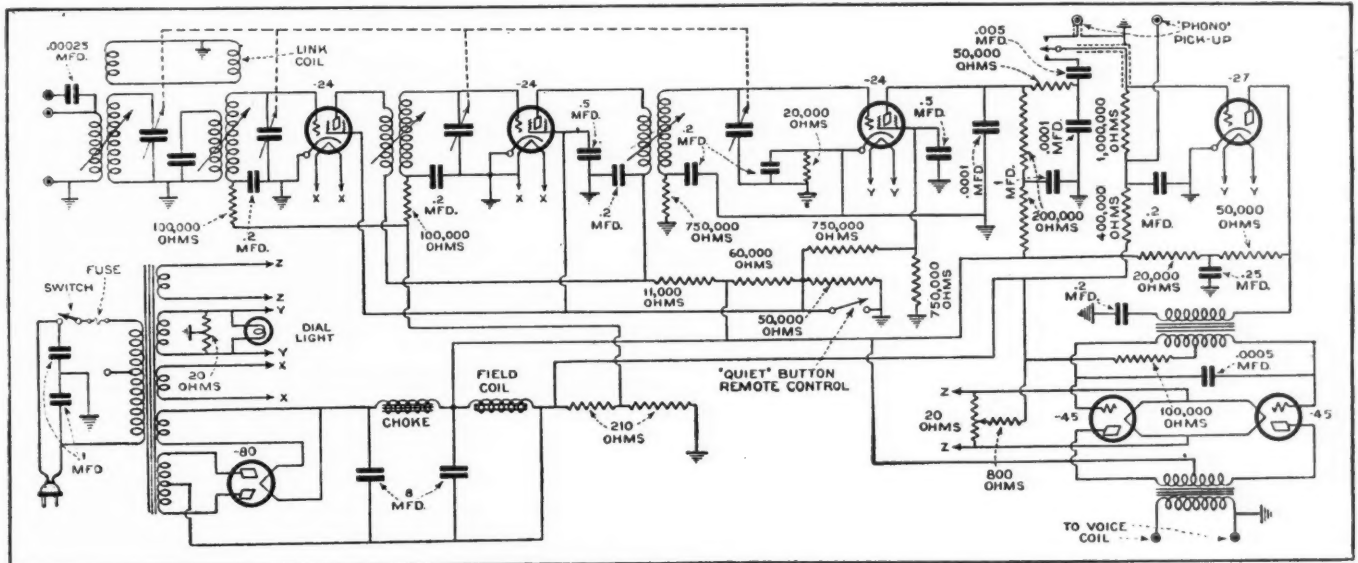 .00025
MFD.
LINK
COIL
-24
-24
-24
-27
.005
MFD.
50,000
OHMS
"PHONO"
PICK-UP
.5
MFD.
20,000
OHMS
.2
MFD.
.5
MFD.
.0001
MFD.
.0001
MFD.
1,000,000
OHMS
X X
X X
Y Y
Y Y
100,000
OHMS
.2
MFD.
.2
MFD.
100,000
OHMS
.2
MFD.
750,000
OHMS
750,000
OHMS
200,000
OHMS
400,000
OHMS
.2
MFD.
50,000
OHMS
60,000
OHMS
11,000
OHMS
50,000
OHMS
750,000
OHMS
20,000
OHMS
.25
MFD.
.2
MFD.
SWITCH
FUSE
Z
Z
Y
Y
X
X
DIAL
LIGHT
20
OHMS
.1
MFD
-80
CHOKE
FIELD
COIL
8
MFD.
210
OHMS
"QUIET" BUTTON
REMOTE CONTROL
Z
Z
20
OHMS
800
OHMS
-45
100,000
OHMS
.0005
MFD.
-45
TO VOICE
COIL